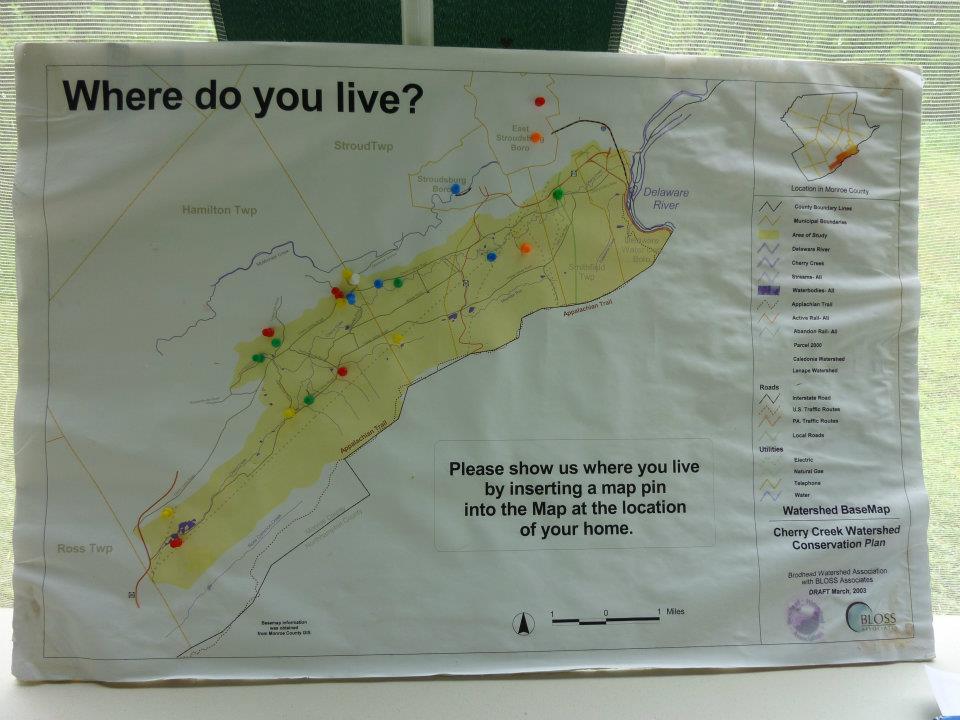 Where do you live?
Stroud Twp
East
Stroudsburg
Boro
Stroudsburg
Boro
Hamilton Twp
Delaware
River
Delaware
Water Gap
Boro
Smithfield
Twp
Appalachian Trail
Appalachian Trail
Ross Twp
Please show us where you live
by inserting a map pin
into the Map at the location
of your home.
Basemap information
was obtained
from Monroe County GIS.
1 0 1 Miles
Location in Monroe County
County Boundary Lines
Municipal Boundaries
Area of Study
Delaware River
Cherry Creek
Streams- All
Waterbodies- All
Applachian Trail
Active Rail- All
Abandon Rail- All
Parcel 2000
Caledonia Watershed
Lenape Watershed
Roads
Interstate Road
U.S. Traffic Routes
PA. Traffic Routes
Local Roads
Utilities
Electric
Natural Gas
Telephone
Water
Watershed BaseMap
Cherry Creek Watershed
Conservation Plan
Brodhead Watershed Association
with BLOSS Associates
DRAFT March, 2003
BLOSS
ASSOCIATES